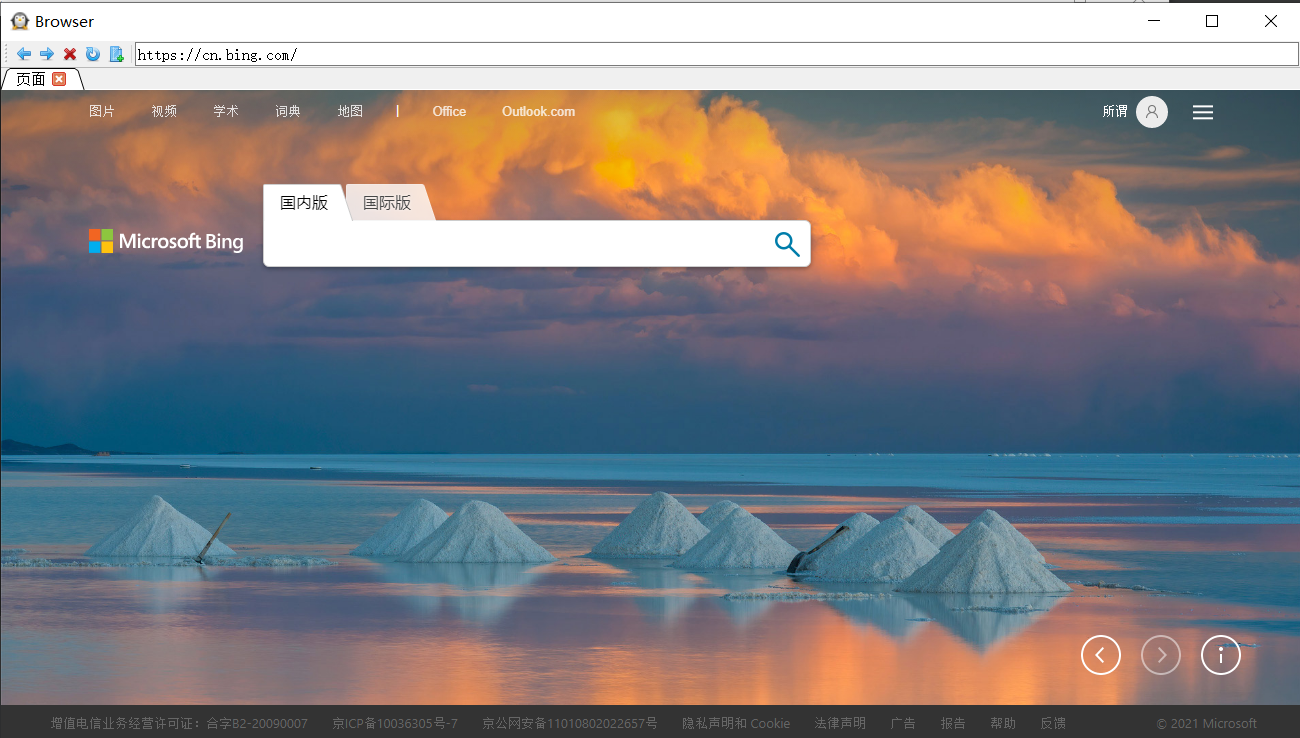 Browser
https://cn.bing.com/
页面
图片 视频 学术 词典 地图 | Office Outlook.com 所谓
国内版 国际版
Microsoft Bing
增值电信业务经营许可证：合字B2-20090007 京ICP备10036305号-7 京公网安备11010802022657号 隐私声明和 Cookie 法律声明 广告 报告 帮助 反馈 © 2021 Microsoft